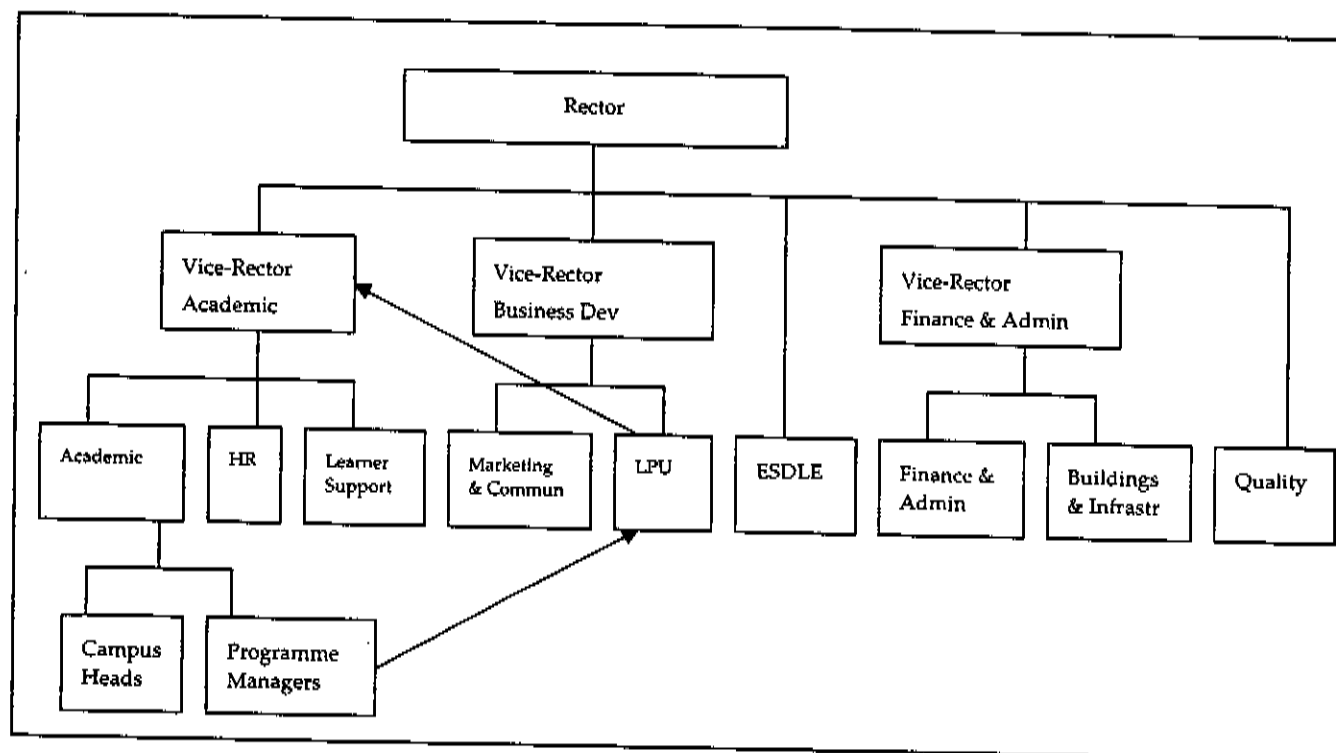 Rector
Vice-Rector
Academic
Vice-Rector
Business Dev
Vice-Rector
Finance & Admin
Academic
HR
Learner
Support
Marketing
& Commun
LPU
ESDLE
Finance &
Admin
Buildings
& Infrastr
Quality
Campus
Heads
Programme
Managers